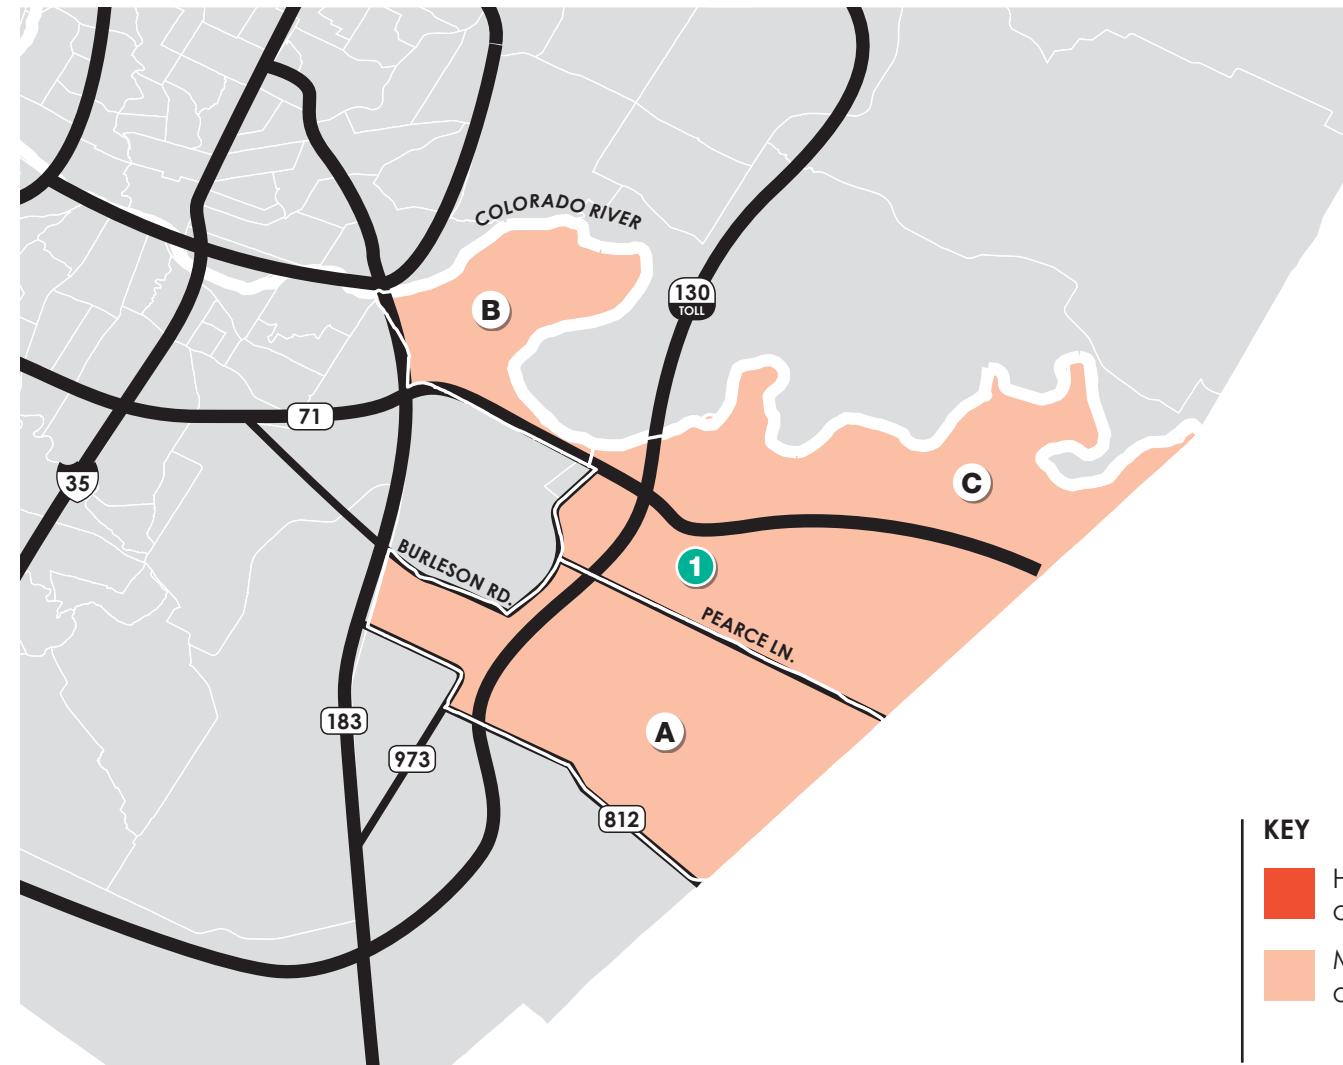 COLORADO RIVER
130
TOLL
B
71
35
C
BURLESON RD.
1
PEARCE LN.
183
A
973
812
KEY